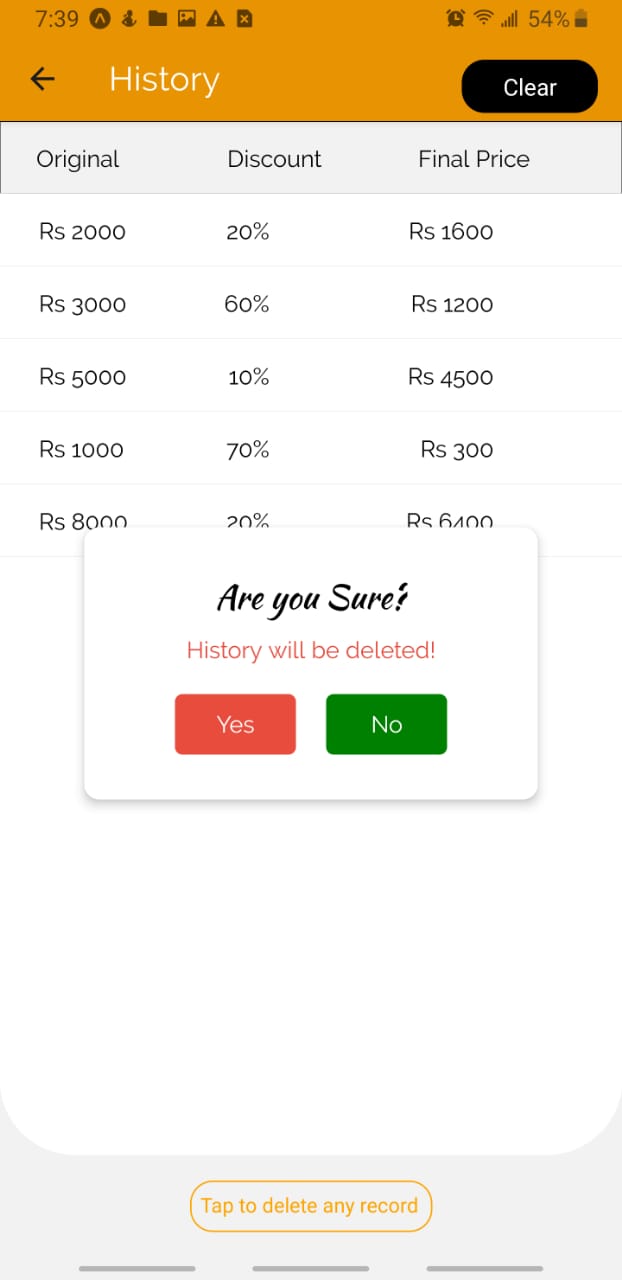 7:39 54%
History Clear
Original Discount Final Price
Rs 2000 20% Rs 1600
Rs 3000 60% Rs 1200
Rs 5000 10% Rs 4500
Rs 1000 70% Rs 300
Rs 8000 20% Rs 6400
Are you Sure?
History will be deleted!
Yes No
Tap to delete any record